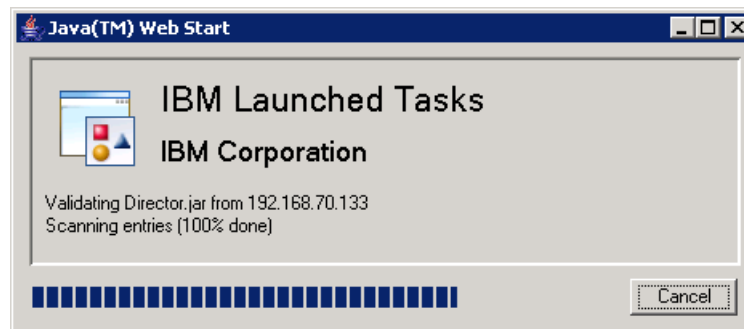 Java(TM) Web Start
IBM Launched Tasks
IBM Corporation
Validating Director.jar from 192.168.70.133
Scanning entries (100% done)
Cancel